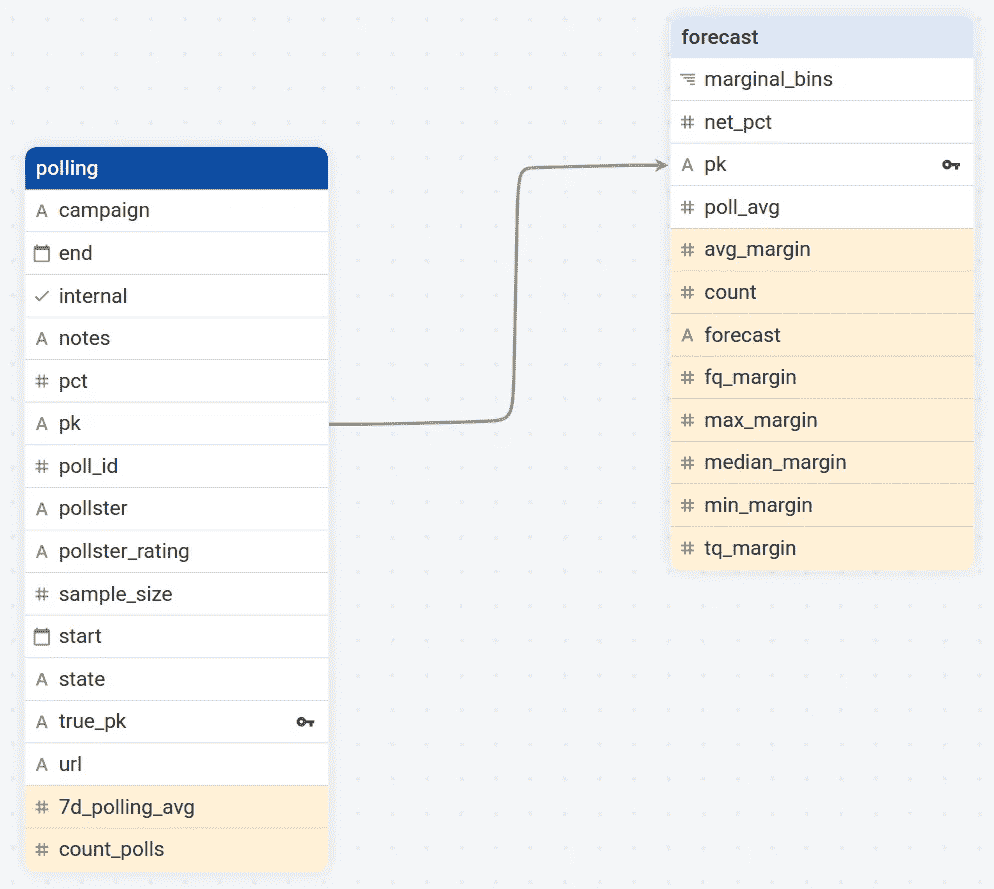 polling
campaign
end
internal
notes
pct
pk
poll_id
pollster
pollster_rating
sample_size
start
state
true_pk
url
7d_polling_avg
count_polls
forecast
marginal_bins
net_pct
pk
poll_avg
avg_margin
count
forecast
fq_margin
max_margin
median_margin
min_margin
tq_margin